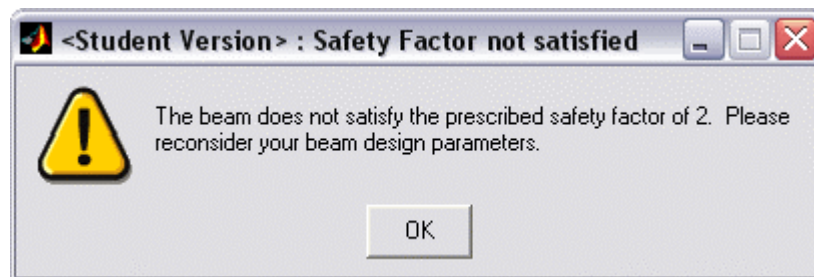 <Student Version> : Safety Factor not satisfied
The beam does not satisfy the prescribed safety factor of 2.  Please
reconsider your beam design parameters.
OK